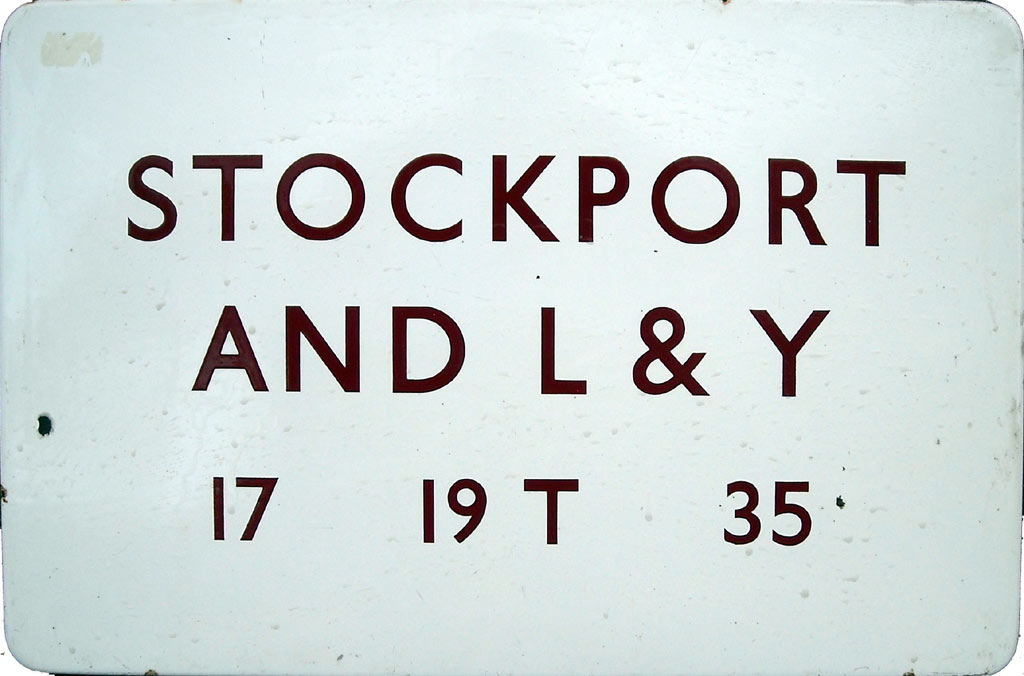 STOCKPORT
AND L & Y
17 19 T 35